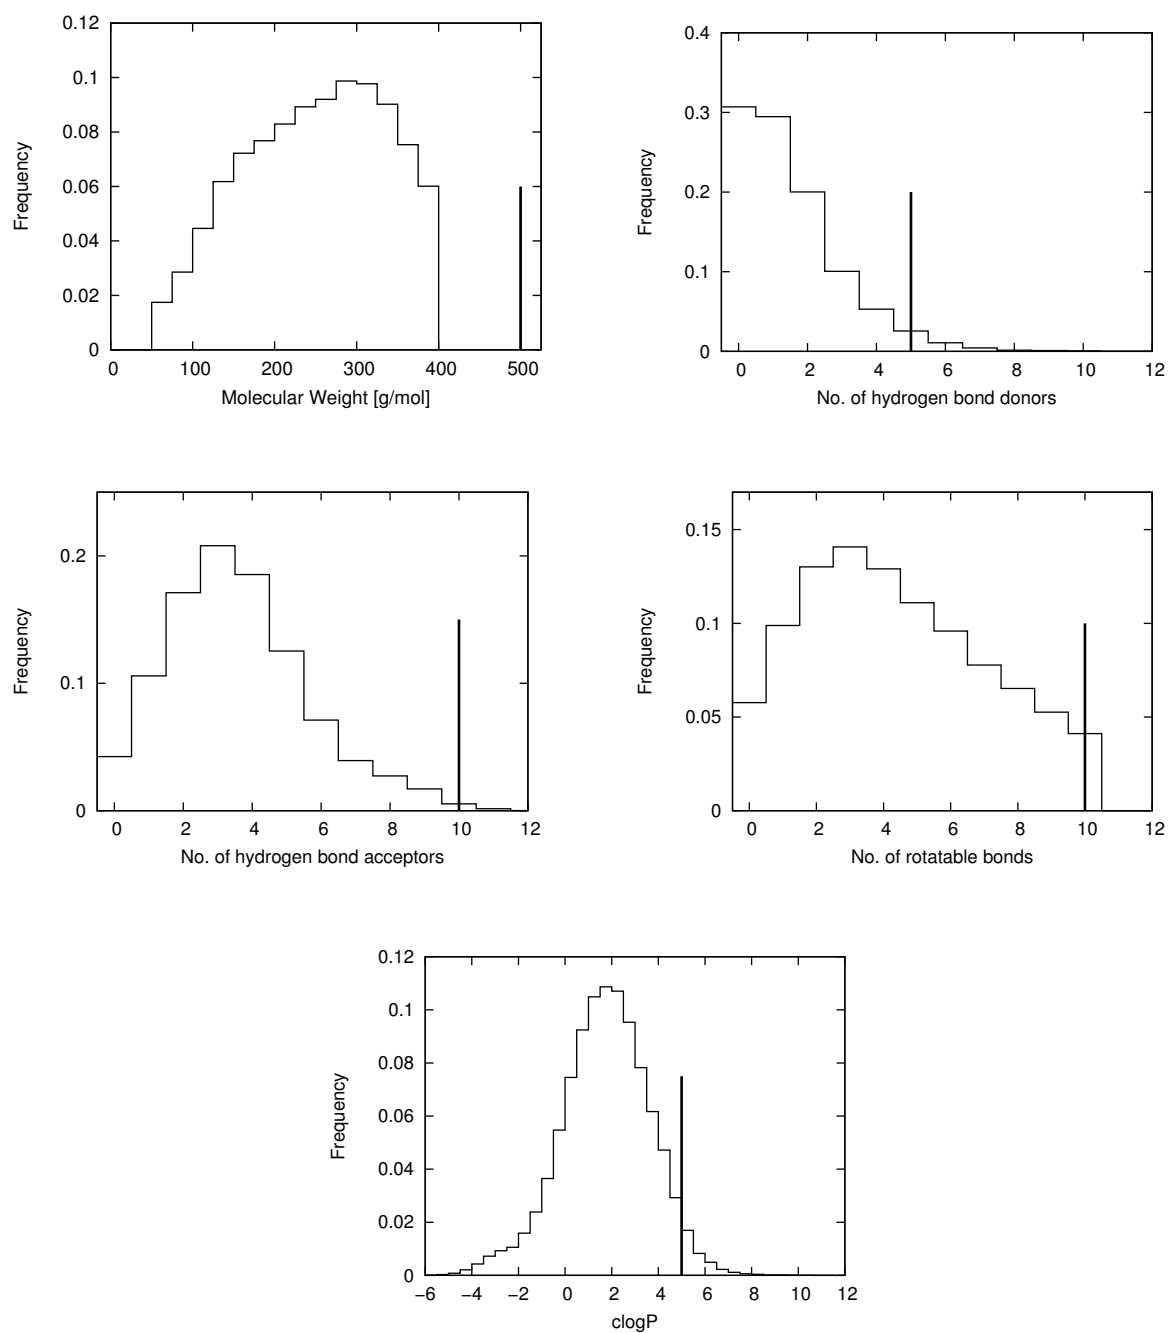 0.12
0.1
0.08
0.06
0.04
0.02
0
Frequency
0 100 200 300 400 500
Molecular Weight [g/mol]
0.4
0.3
0.2
0.1
0
Frequency
0 2 4 6 8 10 12
No. of hydrogen bond donors
0.2
0.1
0
Frequency
0 2 4 6 8 10 12
No. of hydrogen bond acceptors
0.15
0.1
0.05
0
Frequency
0 2 4 6 8 10 12
No. of rotatable bonds
0.12
0.1
0.08
0.06
0.04
0.02
0
Frequency
−6 −4 −2 0 2 4 6 8 10 12
clogP